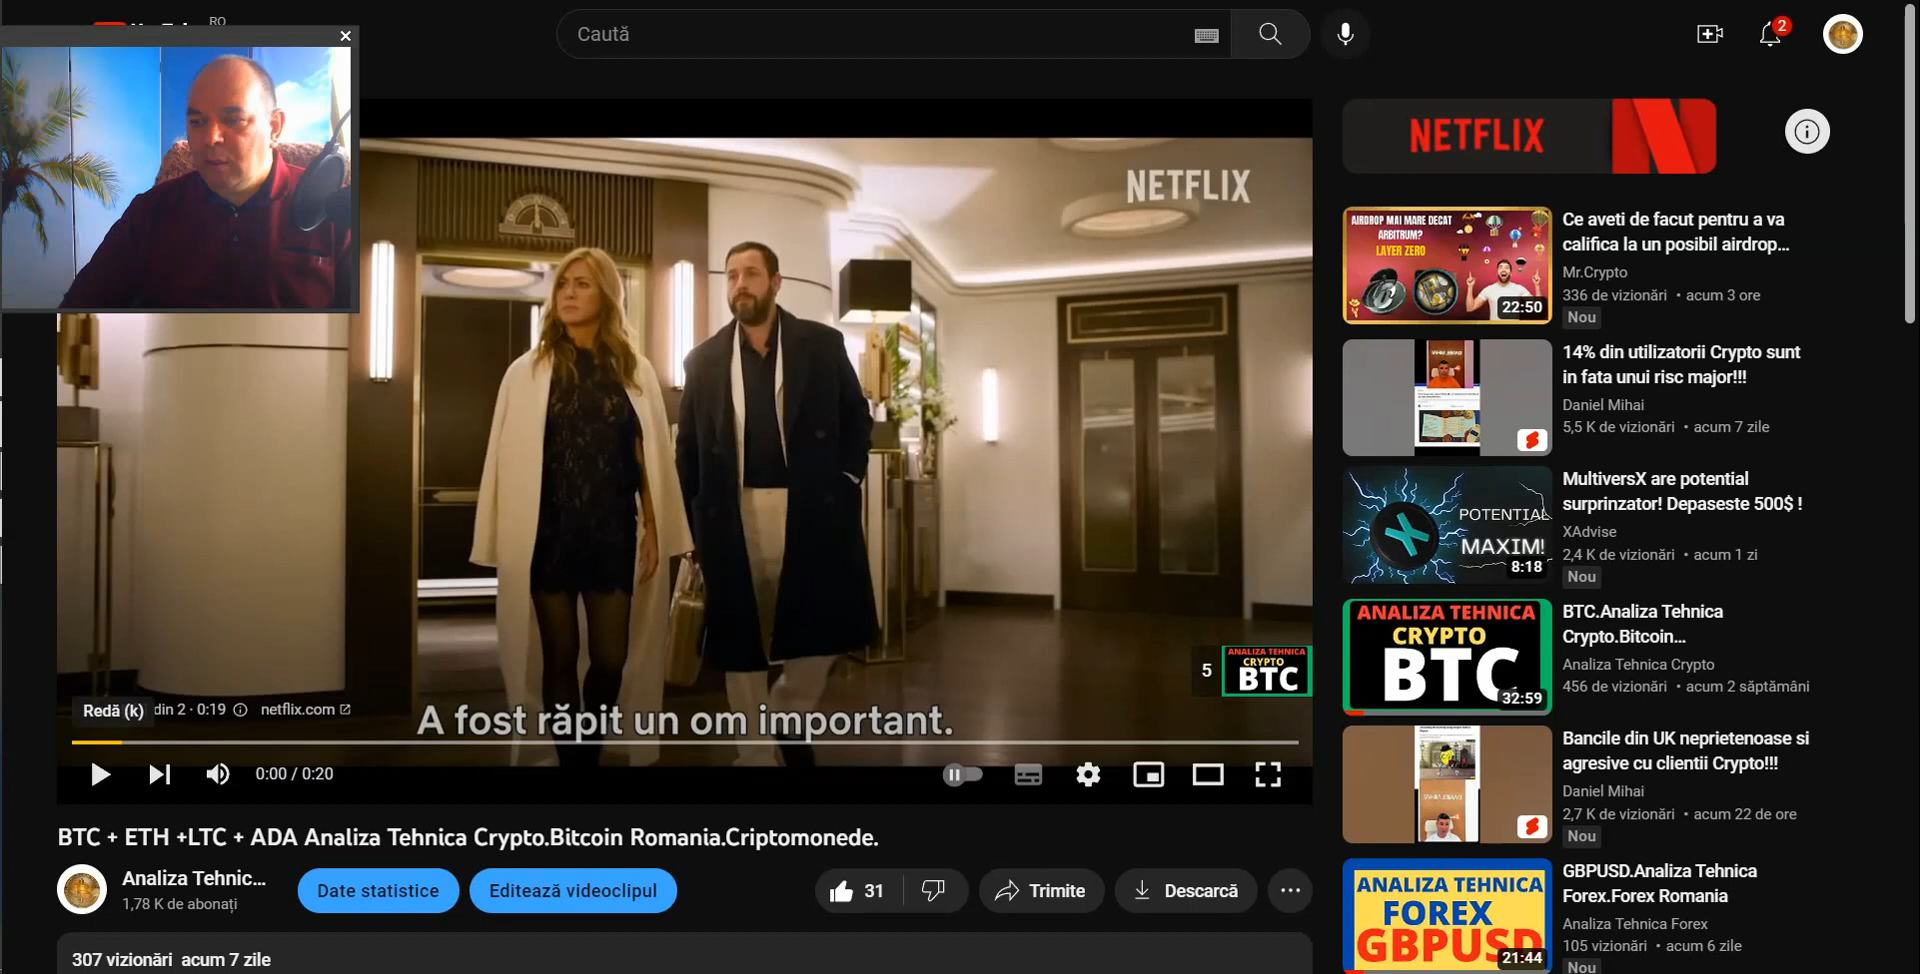 RO
Caută
2
NETFLIX
NETFLIX
A fost răpit un om important.
5
ANALIZA TEHNICA
CRYPTO
BTC
Redă (k)
din 2 · 0:19
netflix.com
0:00 / 0:20
BTC + ETH +LTC + ADA Analiza Tehnica Crypto.Bitcoin Romania.Criptomonede.
Analiza Tehnic...
1,78 K de abonați
Date statistice
Editează videoclipul
31
Trimite
Descarcă
307 vizionări acum 7 zile
AIRDROP MAI MARE DECAT
ARBITRUM?
LAYER ZERO
22:50
Ce aveti de facut pentru a va
califica la un posibil airdrop...
Mr.Crypto
336 de vizionări • acum 3 ore
Nou
14% din utilizatorii Crypto sunt
in fata unui risc major!!!
Daniel Mihai
5,5 K de vizionări • acum 7 zile
POTENTIAL
MAXIM!
8:18
MultiversX are potential
surprinzator! Depaseste 500$ !
XAdvise
2,4 K de vizionări • acum 1 zi
Nou
ANALIZA TEHNICA
CRYPTO
BTC
32:59
BTC.Analiza Tehnica
Crypto.Bitcoin...
Analiza Tehnica Crypto
456 de vizionări • acum 2 săptămâni
Bancile din UK neprietenoase si
agresive cu clientii Crypto!!!
Daniel Mihai
2,7 K de vizionări • acum 22 de ore
Nou
ANALIZA TEHNICA
FOREX
GBPUSD
21:44
GBPUSD.Analiza Tehnica
Forex.Forex Romania
Analiza Tehnica Forex
105 vizionări • acum 6 zile
Nou